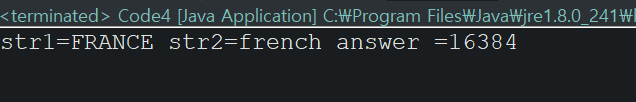 <terminated> Code4 [Java Application] C:₩Program Files₩Java₩jre1.8.0_241₩
str1=FRANCE str2=french answer =16384